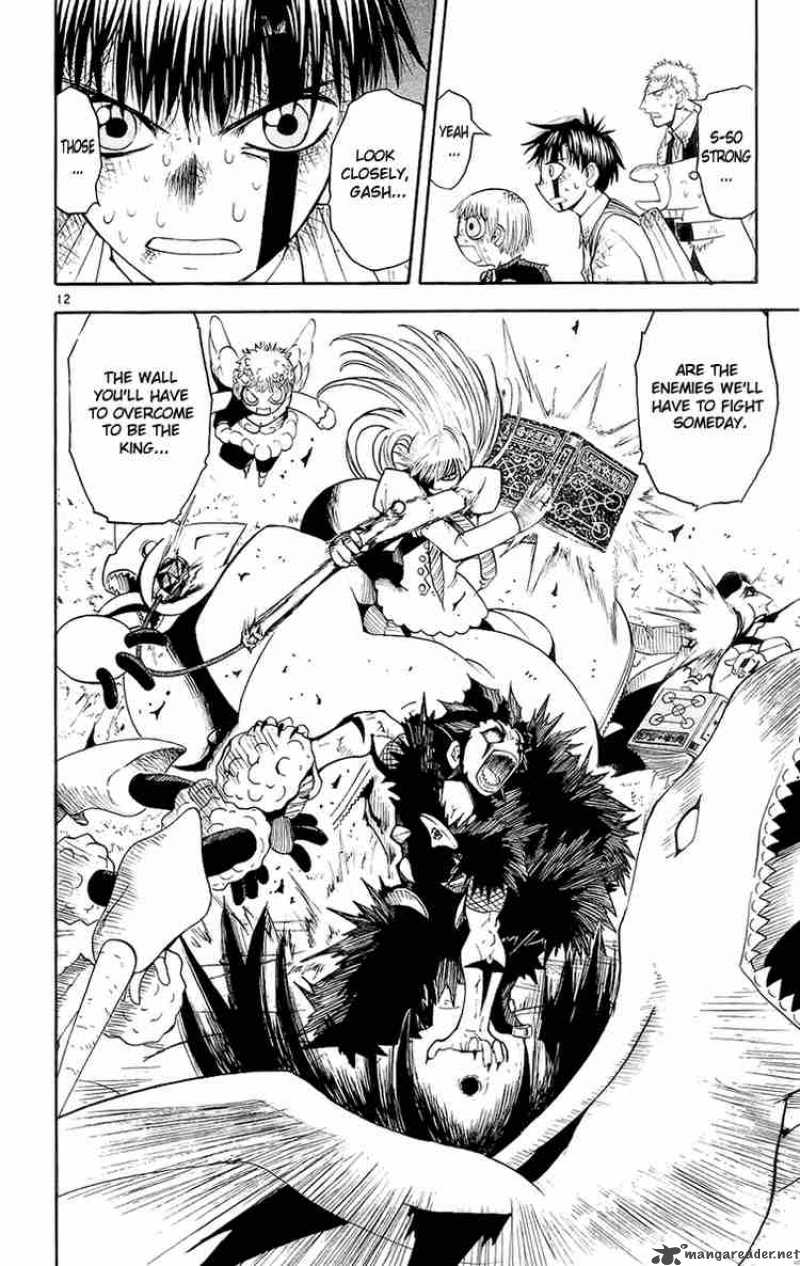 S-SO
STRONG
YEAH
...
LOOK
CLOSELY,
GASH...
THOSE
...
12
ARE THE
ENEMIES WE'LL
HAVE TO FIGHT
SOMEDAY.
THE WALL
YOU'LL HAVE
TO OVERCOME
TO BE THE
KING...
mangareader.net